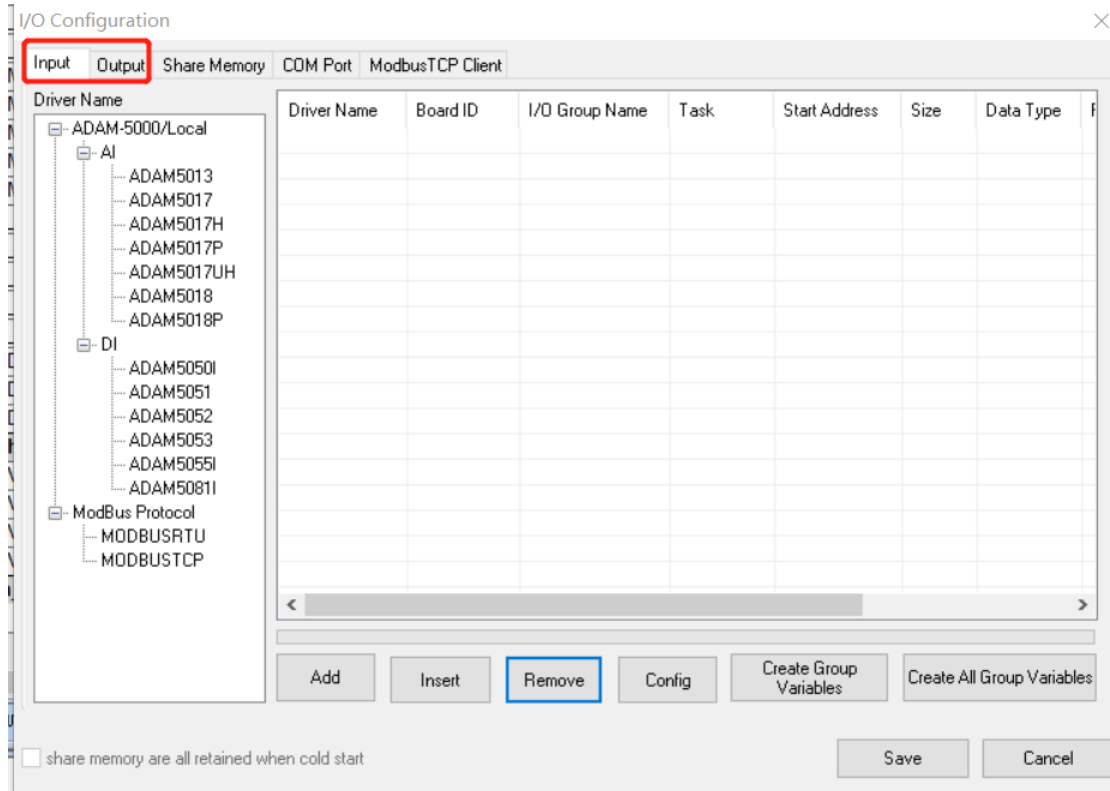 I/O Configuration
Input Output Share Memory COM Port ModbusTCP Client
Driver Name
ADAM-5000/Local
AI
ADAM5013
ADAM5017
ADAM5017H
ADAM5017P
ADAM5017UH
ADAM5018
ADAM5018P
DI
ADAM5050I
ADAM5051
ADAM5052
ADAM5053
ADAM5055I
ADAM5081I
ModBus Protocol
MODBUSRTU
MODBUSTCP
Driver Name Board ID I/O Group Name Task Start Address Size Data Type
Add Insert Remove Config Create Group Variables Create All Group Variables
share memory are all retained when cold start
Save Cancel